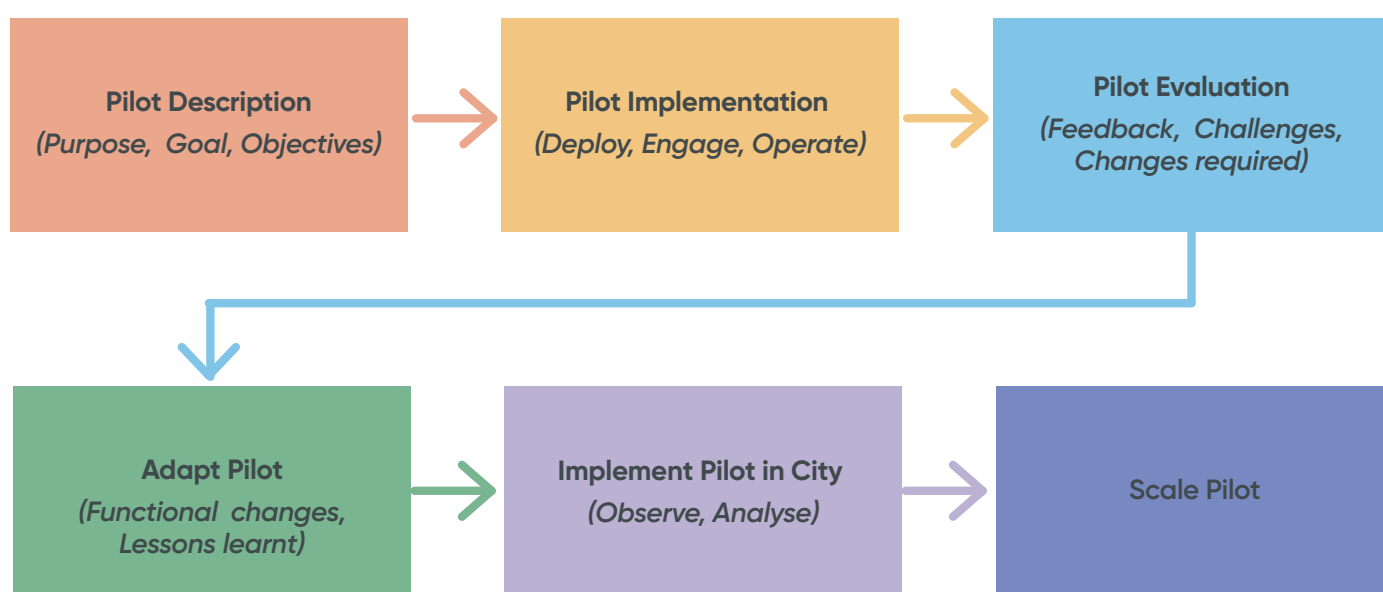 Pilot Description
(Purpose, Goal, Objectives)
Pilot Implementation
(Deploy, Engage, Operate)
Pilot Evaluation
(Feedback, Challenges,
Changes required)
Adapt Pilot
(Functional changes,
Lessons learnt)
Implement Pilot in City
(Observe, Analyse)
Scale Pilot